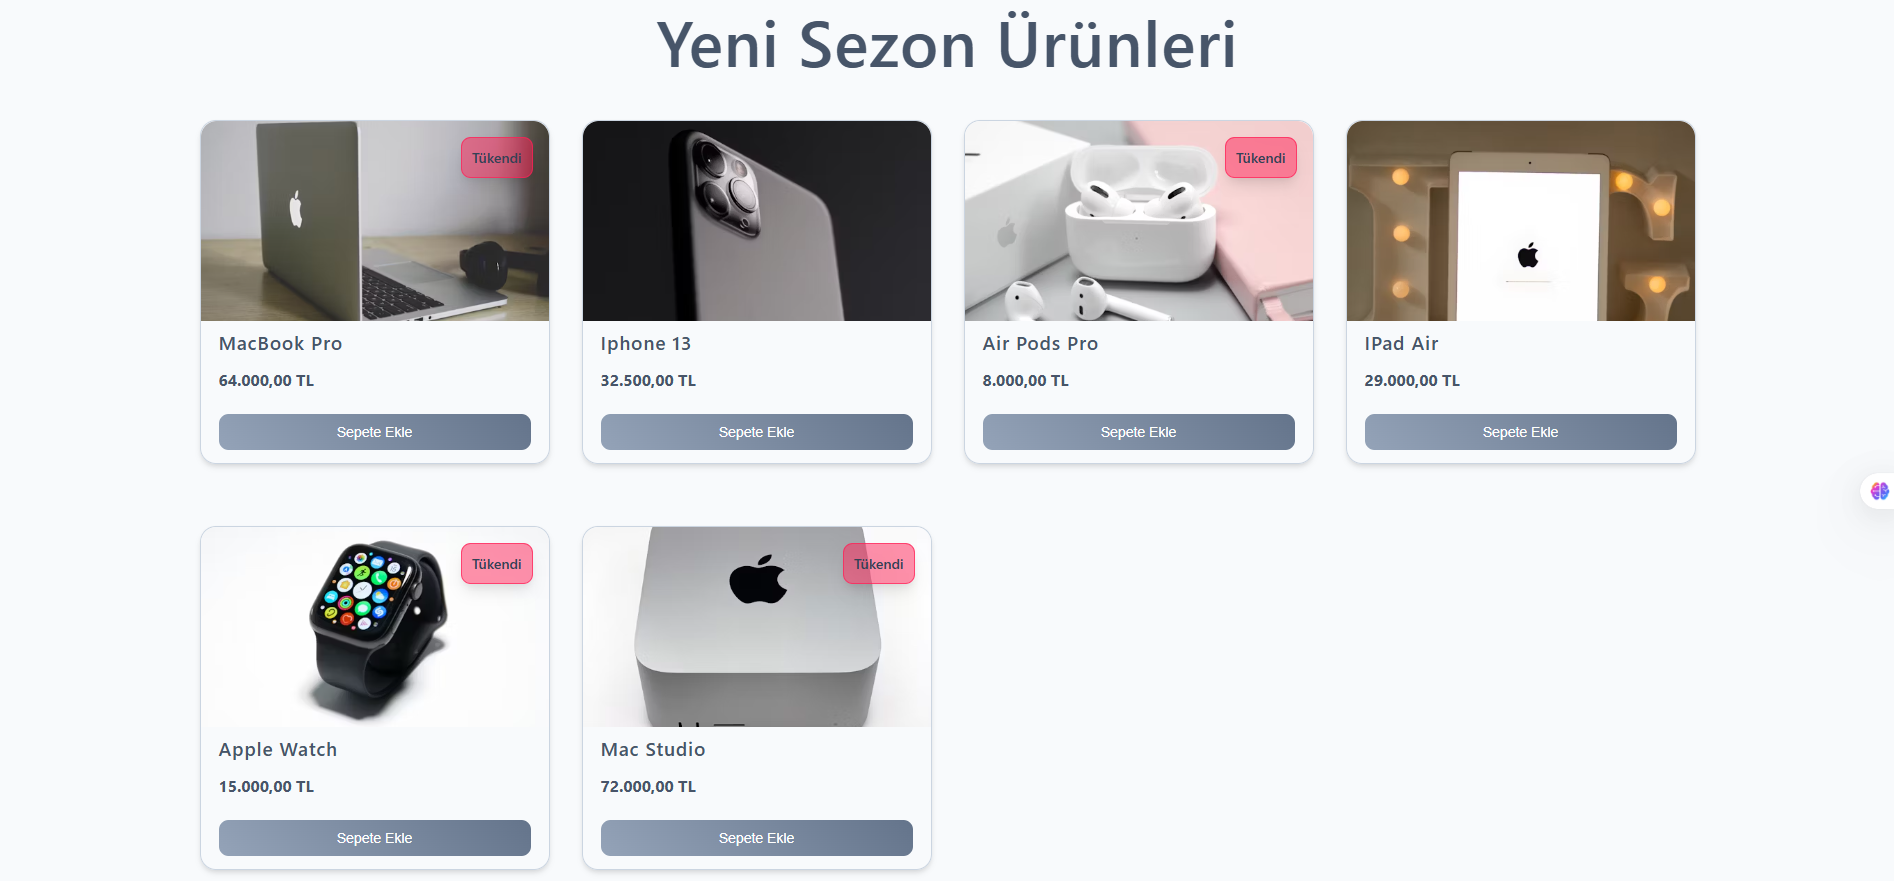 Yeni Sezon Ürünleri
Tükendi
MacBook Pro
64.000,00 TL
Sepete Ekle
Iphone 13
32.500,00 TL
Sepete Ekle
Tükendi
Air Pods Pro
8.000,00 TL
Sepete Ekle
IPad Air
29.000,00 TL
Sepete Ekle
Tükendi
Apple Watch
15.000,00 TL
Sepete Ekle
Tükendi
Mac Studio
72.000,00 TL
Sepete Ekle